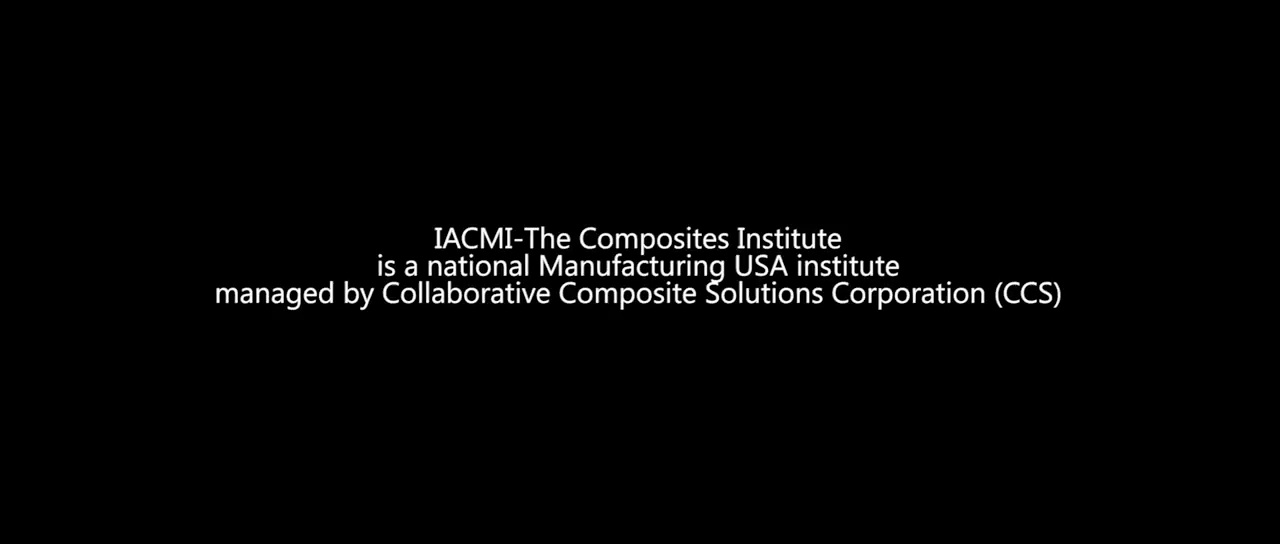 IACMI-The Composites Institute
is a national Manufacturing USA institute
managed by Collaborative Composite Solutions Corporation (CCS)